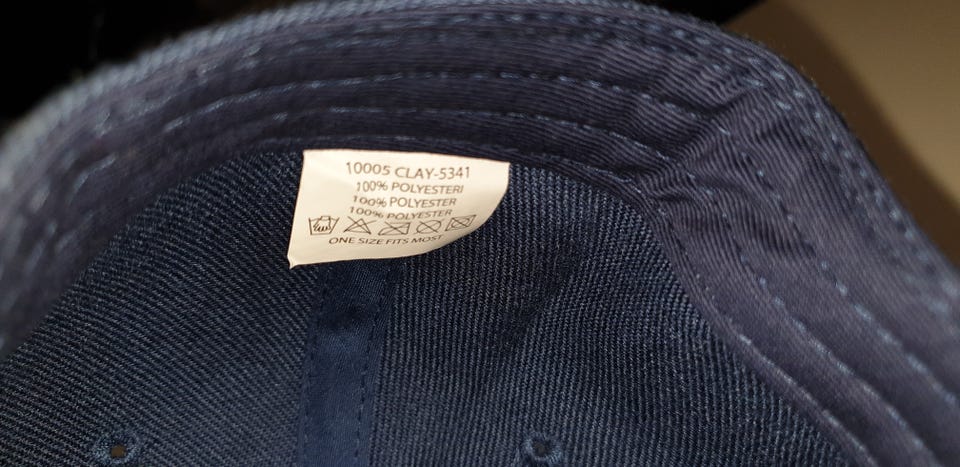 10005 CLAY-5341
100% POLYESTERI
100% POLYESTER
100% POLYESTER
ONE SIZE FITS MOST